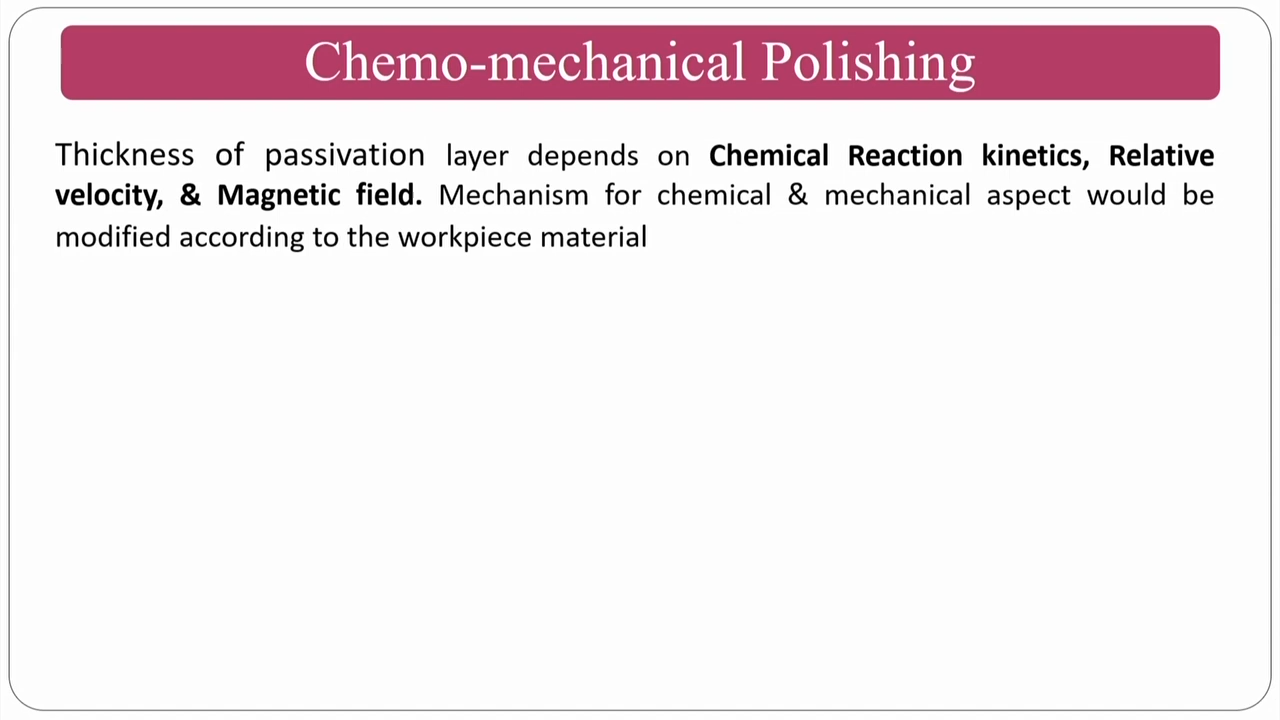 Chemo-mechanical Polishing
Thickness of passivation layer depends on Chemical Reaction kinetics, Relative
velocity, & Magnetic field. Mechanism for chemical & mechanical aspect would be
modified according to the workpiece material